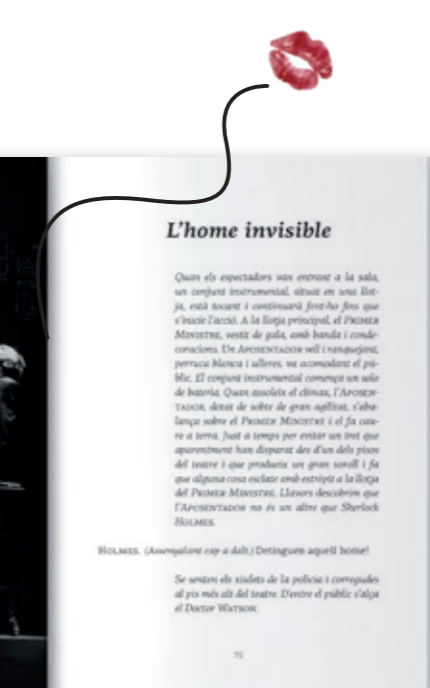 L'home invisible
Quan els espectadors van entrant a la sala,
un conjunt instrumental, situat en una llot-
ja, està tocant i continuarà fent-ho fins que
s'inicie l'acció. A la llotja principal, el PRIMER
MINISTRE, vestit de gala, amb banda i conde-
coracions. Un APOSENTADOR vell i ranquejant,
perruca blanca i ulleres, va acomodant el pú-
blic. El conjunt instrumental comença un solo
de bateria. Quan assoleix el clímax, l'APOSEN-
TADOR, dotat de sobte de gran agilitat, s'aba-
lança sobre el PRIMER MINISTRE i el fa cau-
re a terra. Just a temps per evitar un tret que
aparentment han disparat des d'un dels pisos
del teatre i que produeix un gran soroll i fa
que alguna cosa esclate amb estrèpit a la llotja
del PRIMER MINISTRE. Llavors descobrim que
l'APOSENTADOR no és un altre que Sherlock
HOLMES.
HOLMES. (Assenyalant cap a dalt.) Detinguen aquell home!
Se senten els xiulets de la policia i corregudes
al pis més alt del teatre. D'entre el públic s'alça
el Doctor WATSON.